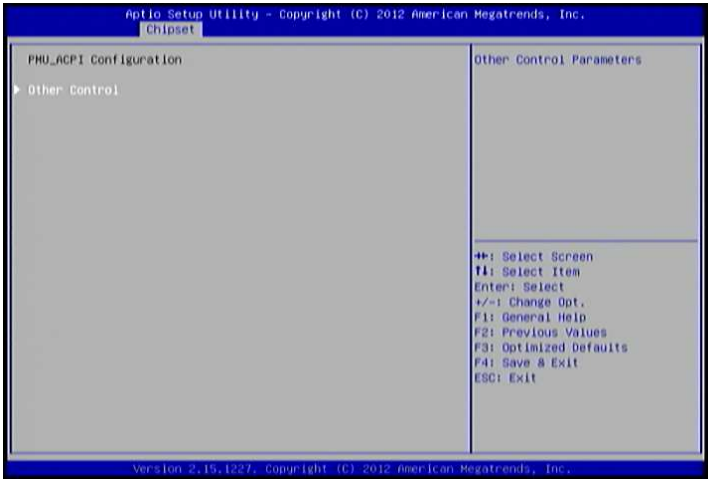 Aptio Setup Utility - Copyright (C) 2012 American Megatrends, Inc.
Chipset
PMU_ACPI Configuration
Other Control
Other Control Parameters
→←: Select Screen
↑↓: Select Item
Enter: Select
+/-: Change Opt.
F1: General Help
F2: Previous Values
F3: Optimized Defaults
F4: Save & Exit
ESC: Exit
Version 2.15.1227. Copyright (C) 2012 American Megatrends, Inc.